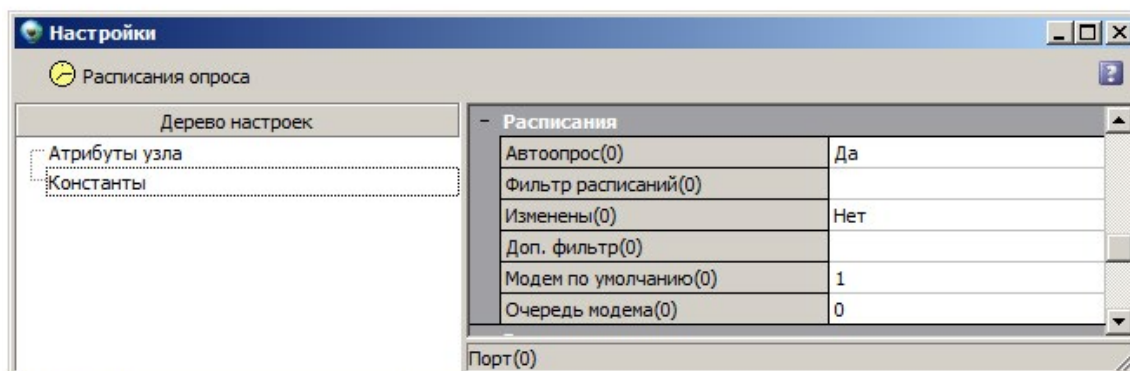 Настройки
Расписания опроса
Дерево настроек
Атрибуты узла
Константы
Расписания
Автоопрос(0) Да
Фильтр расписаний(0)
Изменены(0) Нет
Доп. фильтр(0)
Модем по умолчанию(0) 1
Очередь модема(0) 0
Порт(0)